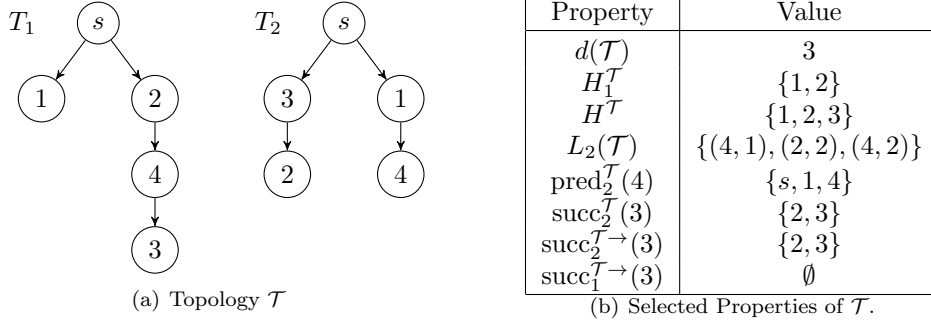 T₁ s T₂ s
1 2 3 1
4 2 4
3
(a) Topology 𝒯
Property Value
d(𝒯) 3
H₁^𝒯 {1, 2}
H^𝒯 {1, 2, 3}
L₂(𝒯) {(4, 1), (2, 2), (4, 2)}
pred₂^𝒯(4) {s, 1, 4}
succ₂^𝒯(3) {2, 3}
succ₂^𝒯→(3) {2, 3}
succ₁^𝒯→(3) ∅
(b) Selected Properties of 𝒯.